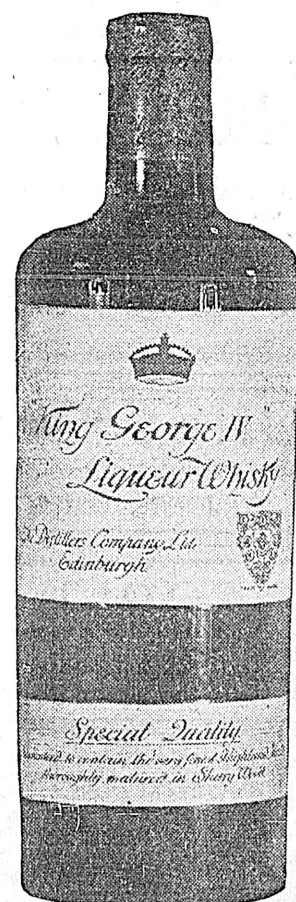 "King George IV"
Liqueur Whisky
The Distillers Company Ltd.
Edinburgh
Special Quality
to contain the very finest Highland
thoroughly matured in Sherry Wood